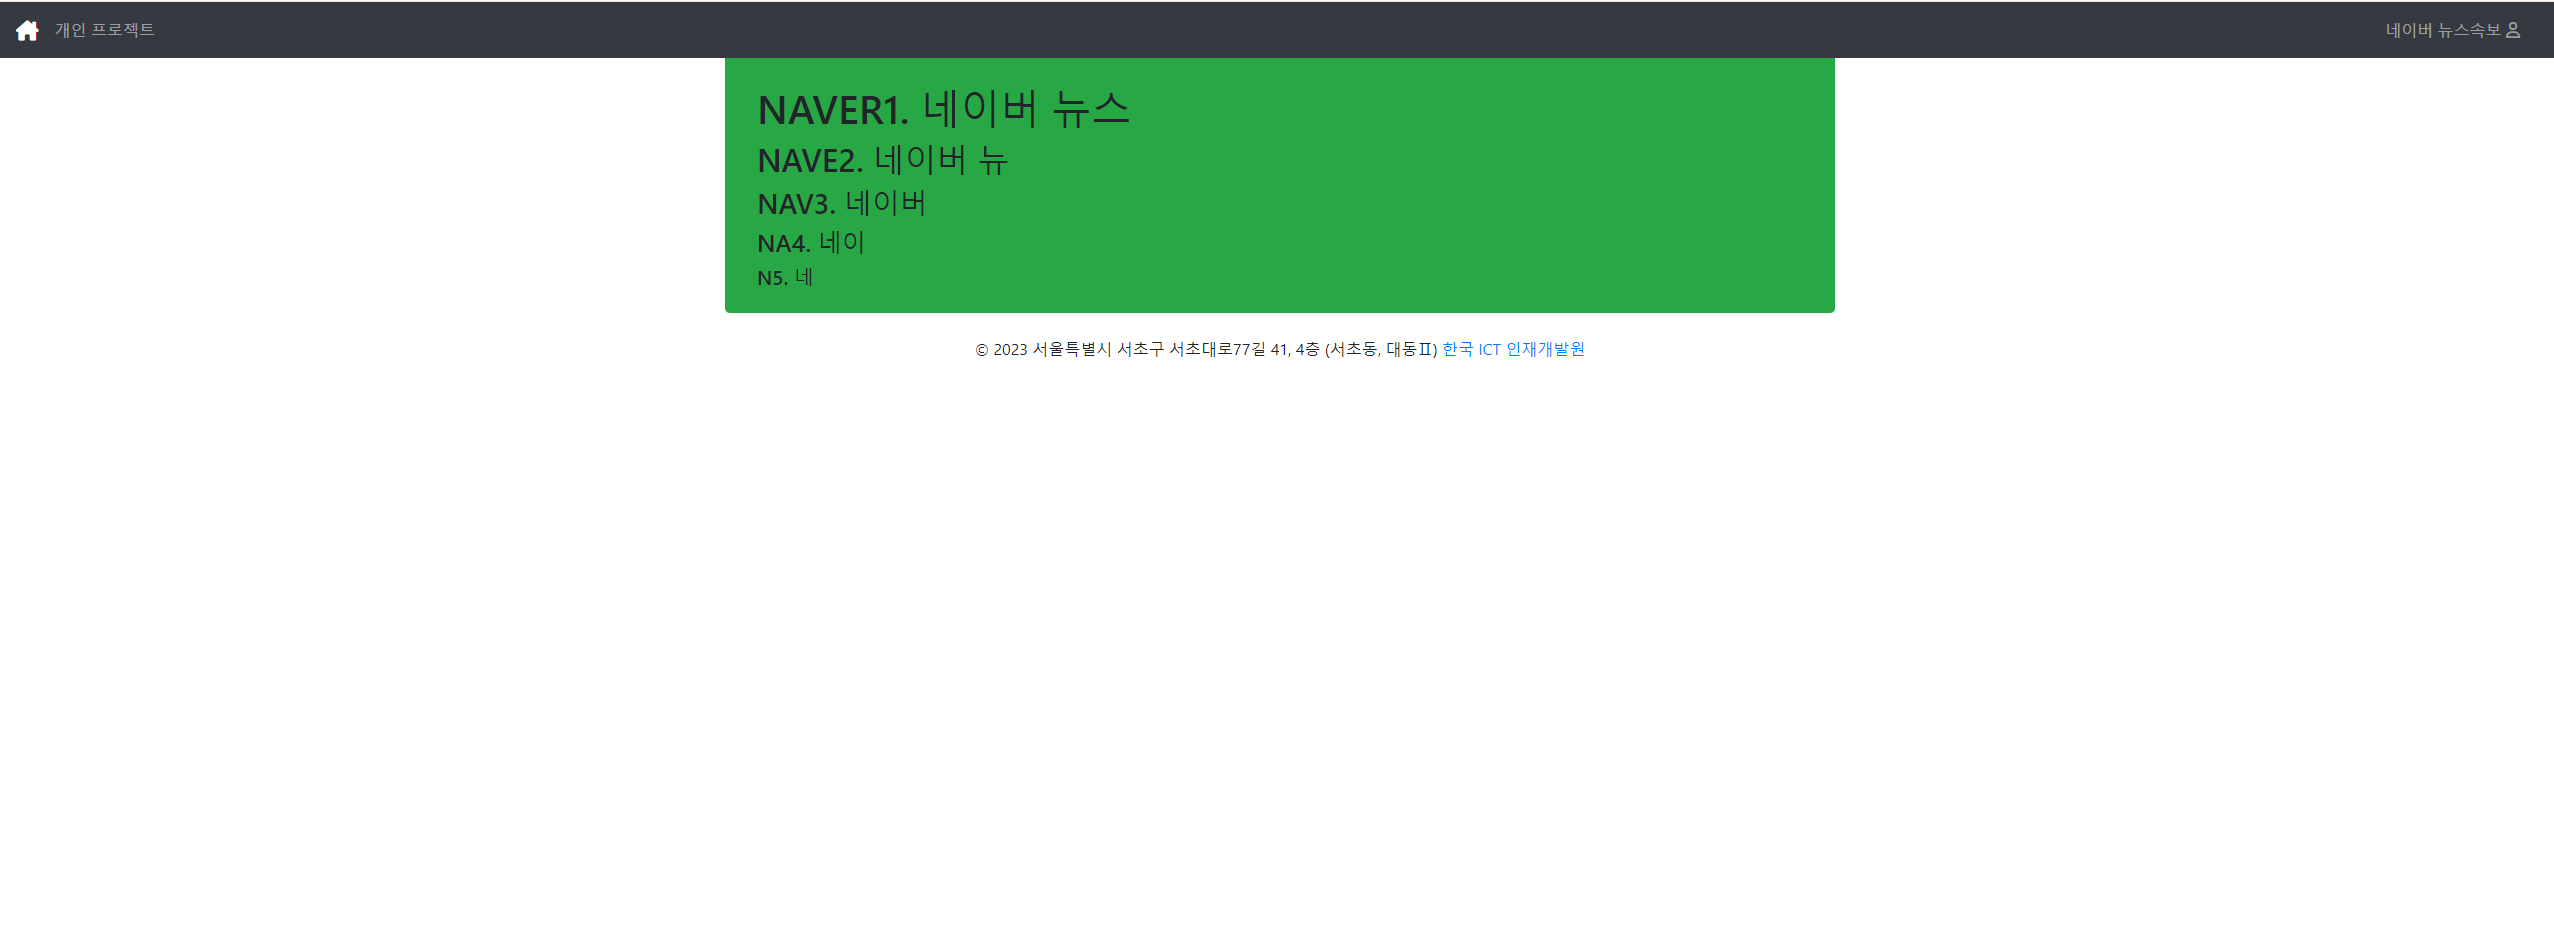 개인 프로젝트
네이버 뉴스속보
NAVER1. 네이버 뉴스
NAVE2. 네이버 뉴
NAV3. 네이버
NA4. 네이
N5. 네
© 2023 서울특별시 서초구 서초대로77길 41, 4층 (서초동, 대동Ⅱ) 한국 ICT 인재개발원